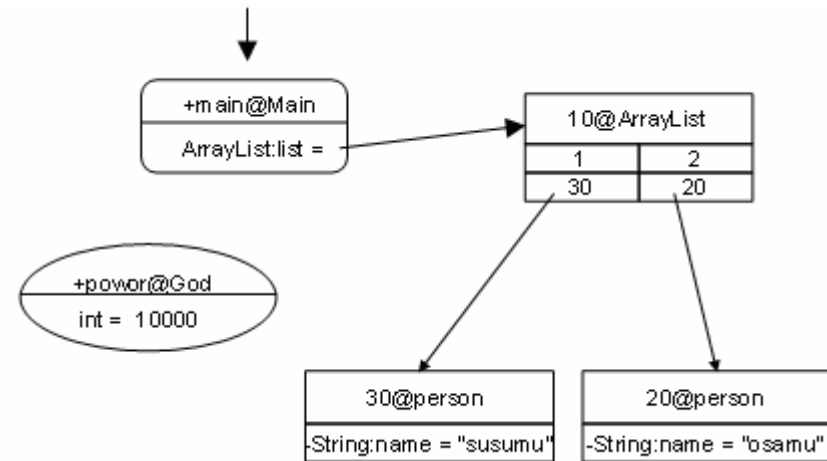 +main@Main
ArrayList:list =
10@ArrayList
1 2
30 20
+powor@God
int = 10000
30@person
-String:name = "susumu"
20@person
-String:name = "osamu"